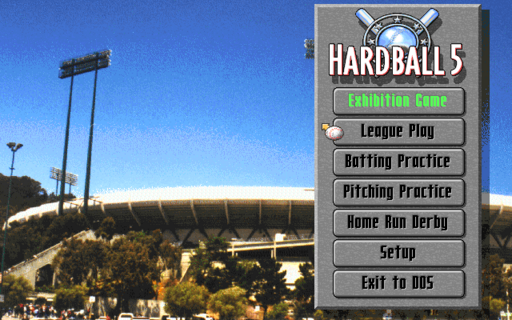 HARDBALL 5
Exhibition Game
League Play
Batting Practice
Pitching Practice
Home Run Derby
Setup
Exit to DOS